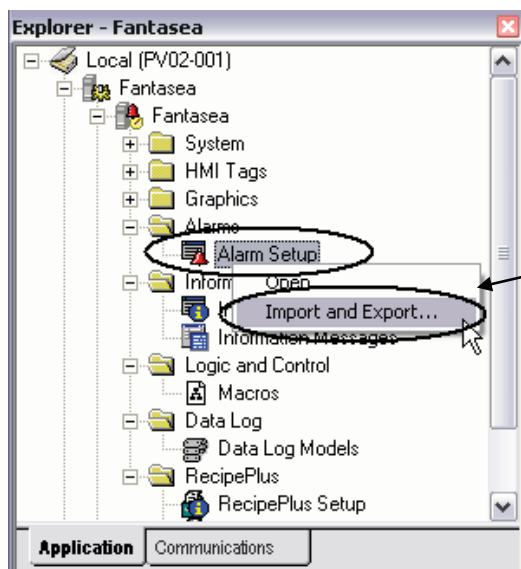 Explorer - Fantasea
Local (PV02-001)
Fantasea
Fantasea
System
HMI Tags
Graphics
Alarms
Alarm Setup
Open
Import and Export...
Information Messages
Logic and Control
Macros
Data Log
Data Log Models
RecipePlus
RecipePlus Setup
Application Communications